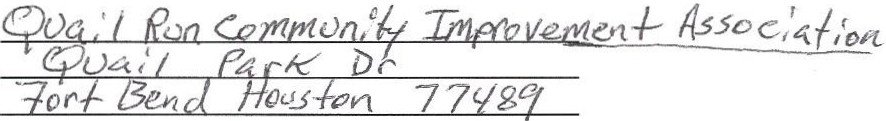 Quail Run Community Improvement Association
Quail Park Dr
Fort Bend Houston 77489